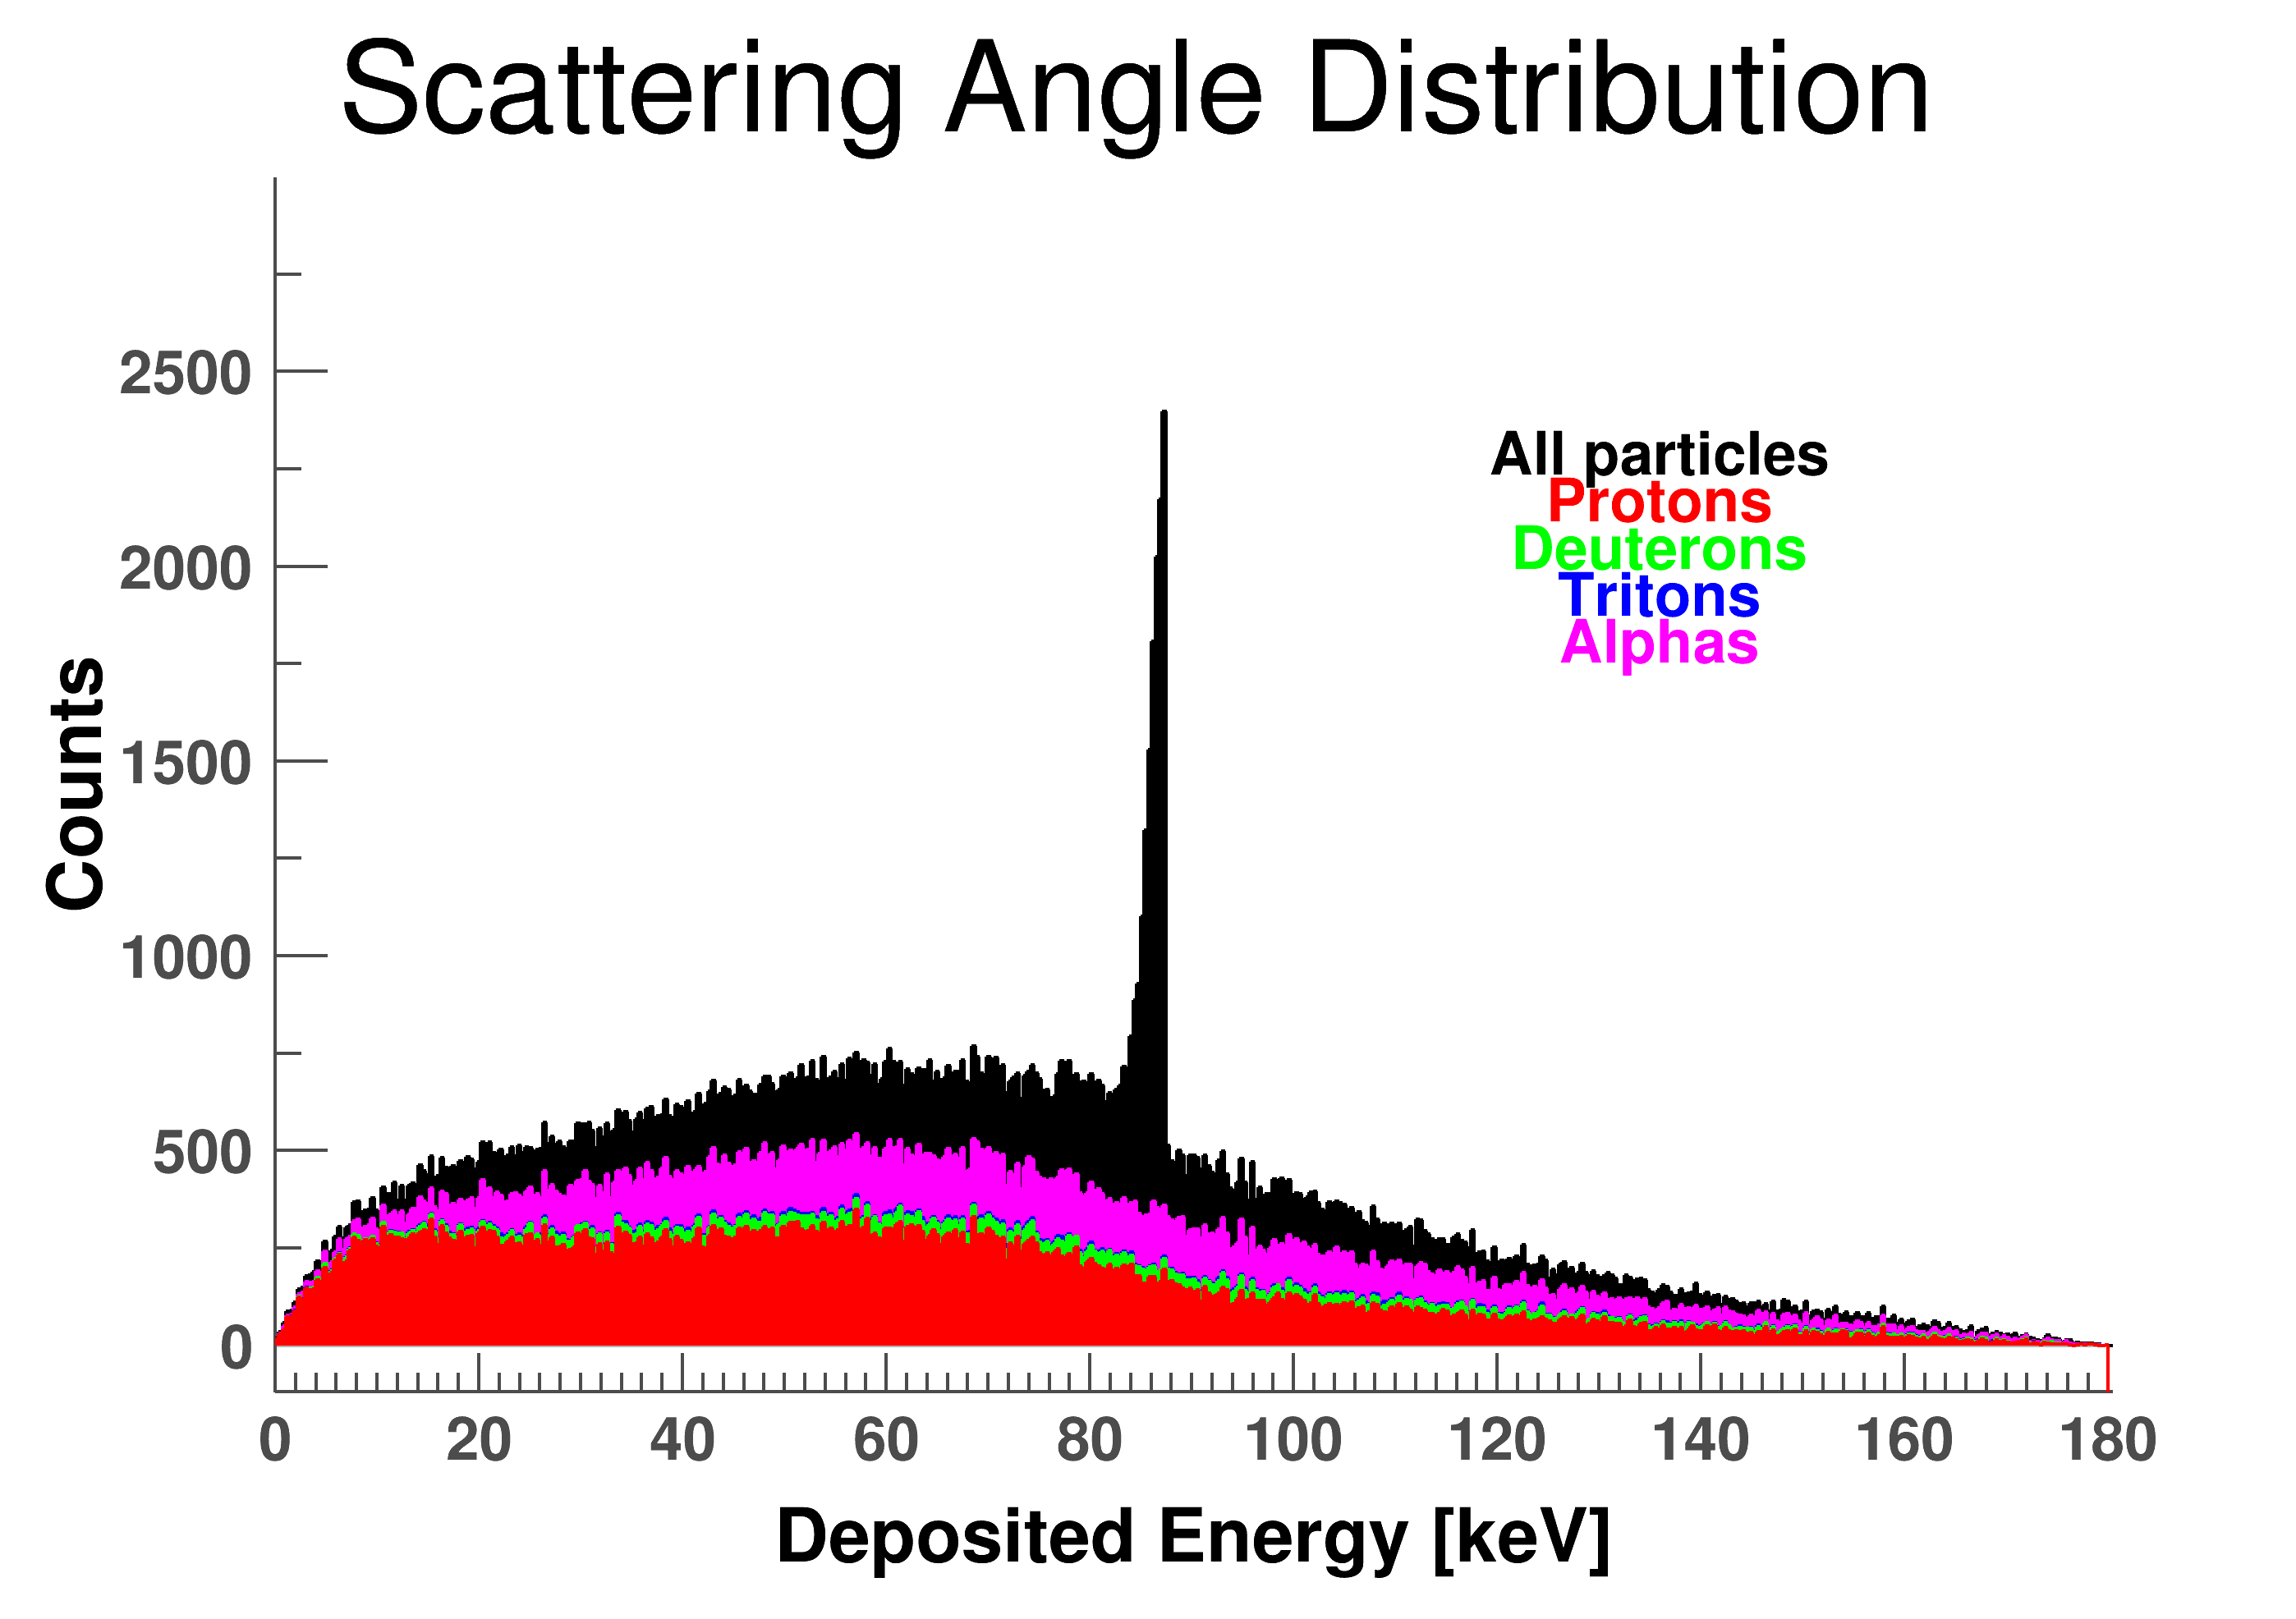 Scattering Angle Distribution
2500
2000
1500
1000
500
0
Counts
All particles
Protons
Deuterons
Tritons
Alphas
0 20 40 60 80 100 120 140 160 180
Deposited Energy [keV]